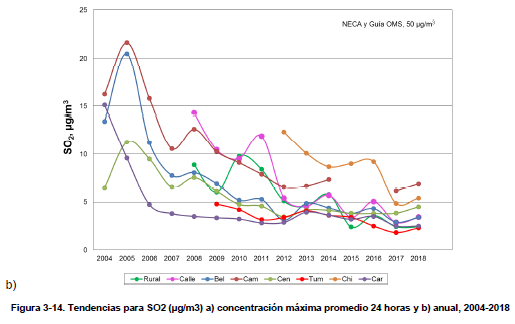 25
NECA y Guía OMS, 50 µg/m3
20
15
SO2, µg/m3
10
5
0
2004 2005 2006 2007 2008 2009 2010 2011 2012 2013 2014 2015 2016 2017 2018
Rural Calle Bel Cam Cen Tum Chi Car
b)
Figura 3-14. Tendencias para SO2 (µg/m3) a) concentración máxima promedio 24 horas y b) anual, 2004-2018